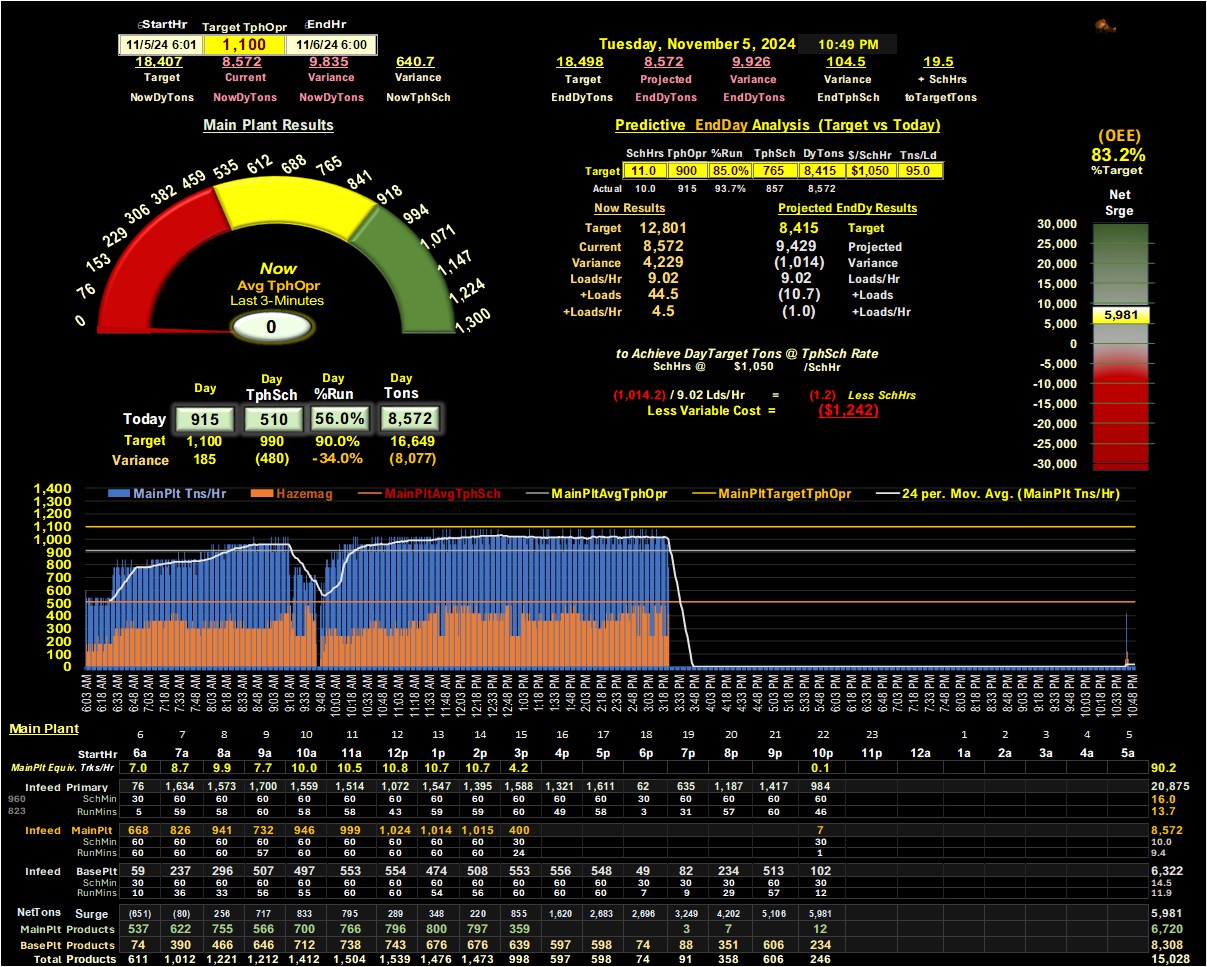 StartHr Target TphOpr EndHr
11/5/24 6:01 1,100 11/6/24 6:00
Tuesday, November 5, 2024 10:49 PM
18,407 8,572 9,835 640.7 18,498 8,572 9,926 104.5 19.5
Target Current Variance Variance Target Projected Variance Variance + SchHrs
NowDyTons NowDyTons NowDyTons NowTphSch EndDyTons EndDyTons EndDyTons EndTphSch toTargetTons
Main Plant Results
0 76 153 229 306 382 459 535 612 688 765 841 918 994 1,071 1,147 1,224 1,300
Now
Avg TphOpr
Last 3-Minutes
0
Day Day Day Day
TphSch %Run Tons
Today 915 510 56.0% 8,572
Target 1,100 990 90.0% 16,649
Variance 185 (480) -34.0% (8,077)
Predictive EndDay Analysis (Target vs Today)
SchHrs TphOpr %Run TphSch DyTons $/SchHr Tns/Ld
Target 11.0 900 85.0% 765 8,415 $1,050 95.0
Actual 10.0 915 93.7% 857 8,572
Now Results Projected EndDy Results
Target 12,801 8,415 Target
Current 8,572 9,429 Projected
Variance 4,229 (1,014) Variance
Loads/Hr 9.02 9.02 Loads/Hr
+Loads 44.5 (10.7) +Loads
+Loads/Hr 4.5 (1.0) +Loads/Hr
to Achieve DayTarget Tons @ TphSch Rate
SchHrs @ $1,050 /SchHr
(1,014.2) / 9.02 Lds/Hr = (1.2) Less SchHrs
Less Variable Cost = ($1,242)
(OEE)
83.2%
%Target
Net
Srge
30,000
25,000
20,000
15,000
10,000
5,981
5,000
0
-5,000
-10,000
-15,000
-20,000
-25,000
-30,000
MainPlt Tns/Hr Hazemag MainPltAvgTphSch MainPltAvgTphOpr MainPltTargetTphOpr 24 per. Mov. Avg. (MainPlt Tns/Hr)
1,400
1,300
1,200
1,100
1,000
900
800
700
600
500
400
300
200
100
0
6:03 AM 6:18 AM 6:33 AM 6:48 AM 7:03 AM 7:18 AM 7:33 AM 7:48 AM 8:03 AM 8:18 AM 8:33 AM 8:48 AM 9:03 AM 9:18 AM 9:33 AM 9:48 AM 10:03 AM 10:18 AM 10:33 AM 10:48 AM 11:03 AM 11:18 AM 11:33 AM 11:48 AM 12:03 PM 12:18 PM 12:33 PM 12:48 PM 1:03 PM 1:18 PM 1:33 PM 1:48 PM 2:03 PM 2:18 PM 2:33 PM 2:48 PM 3:03 PM 3:18 PM 3:33 PM 3:48 PM 4:03 PM 4:18 PM 4:33 PM 4:48 PM 5:03 PM 5:18 PM 5:33 PM 5:48 PM 6:03 PM 6:18 PM 6:33 PM 6:48 PM 7:03 PM 7:18 PM 7:33 PM 7:48 PM 8:03 PM 8:18 PM 8:33 PM 8:48 PM 9:03 PM 9:18 PM 9:33 PM 9:48 PM 10:03 PM 10:18 PM 10:33 PM 10:48 PM
Main Plant 6 7 8 9 10 11 12 13 14 15 16 17 18 19 20 21 22 23 1 2 3 4 5
StartHr 6a 7a 8a 9a 10a 11a 12p 1p 2p 3p 4p 5p 6p 7p 8p 9p 10p 11p 12a 1a 2a 3a 4a 5a
MainPlt Equiv. Trks/Hr 7.0 8.7 9.9 7.7 10.0 10.5 10.8 10.7 10.7 4.2 0.1 90.2
Infeed Primary 76 1,634 1,573 1,700 1,559 1,514 1,072 1,547 1,395 1,588 1,321 1,611 62 635 1,187 1,417 984 20,875
960 SchMin 30 60 60 60 60 60 60 60 60 60 60 60 30 60 60 60 60 16.0
823 RunMins 5 59 58 60 58 58 43 59 59 60 49 58 3 31 57 60 46 13.7
Infeed MainPlt 668 826 941 732 946 999 1,024 1,014 1,015 400 7 8,572
SchMin 60 60 60 60 60 60 60 60 60 30 30 10.0
RunMins 60 60 60 57 60 60 60 60 60 24 1 9.4
Infeed BasePlt 59 237 296 507 497 553 554 474 508 553 556 548 49 82 234 513 102 6,322
SchMin 30 60 60 60 60 60 60 60 60 60 60 60 30 30 30 60 30 14.5
RunMins 10 36 33 56 55 60 60 54 56 60 60 60 7 9 29 57 12 11.9
NetTons Surge (651) (80) 256 717 833 795 289 348 220 855 1,620 2,683 2,696 3,249 4,202 5,106 5,981 5,981
MainPlt Products 537 622 755 566 700 766 796 800 797 359 3 7 12 6,720
BasePlt Products 74 390 466 646 712 738 743 676 676 639 597 598 74 88 351 606 234 8,308
Total Products 611 1,012 1,221 1,212 1,412 1,504 1,539 1,476 1,473 998 597 598 74 91 358 606 246 15,028